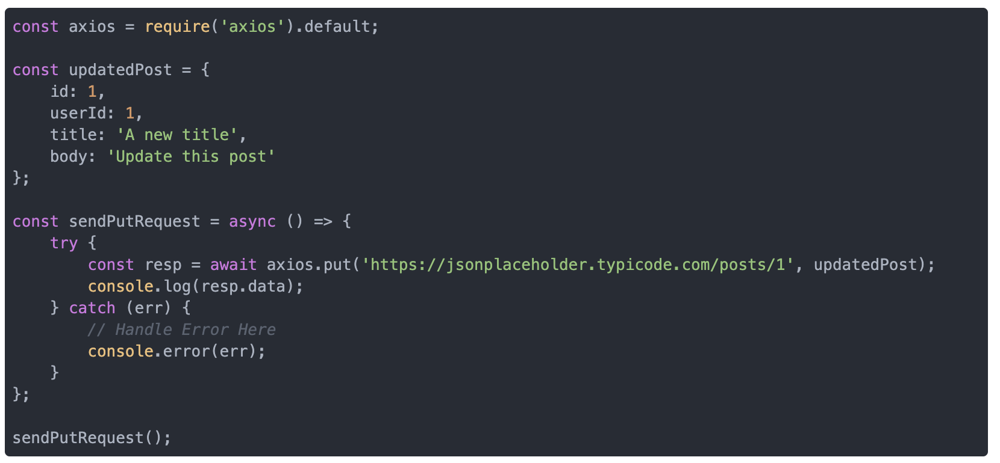 const axios = require('axios').default;

const updatedPost = {
    id: 1,
    userId: 1,
    title: 'A new title',
    body: 'Update this post'
};

const sendPutRequest = async () => {
    try {
        const resp = await axios.put('https://jsonplaceholder.typicode.com/posts/1', updatedPost);
        console.log(resp.data);
    } catch (err) {
        // Handle Error Here
        console.error(err);
    }
};

sendPutRequest();